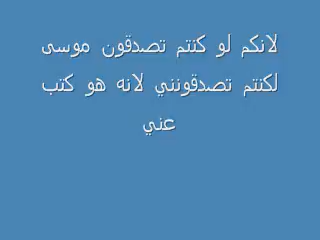 لانكم لو كنتم تصدقون موسى
لكنتم تصدقونني لانه هو كتب
عني